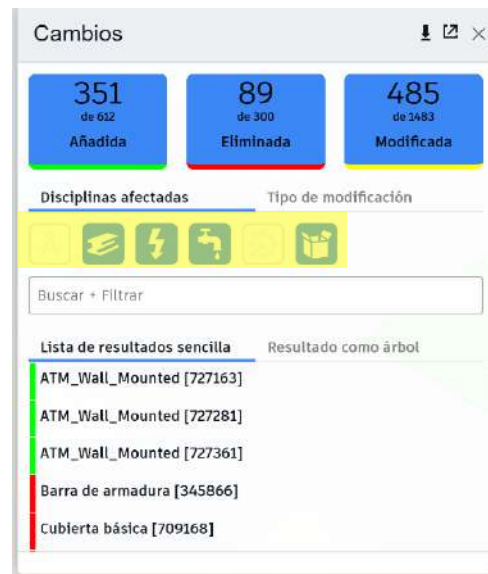 Cambios
351
de 612
Añadida
89
de 300
Eliminada
485
de 1483
Modificada
Disciplinas afectadas
Tipo de modificación
Buscar + Filtrar
Lista de resultados sencilla
Resultado como árbol
ATM_Wall_Mounted [727163]
ATM_Wall_Mounted [727281]
ATM_Wall_Mounted [727361]
Barra de armadura [345866]
Cubierta básica [709168]